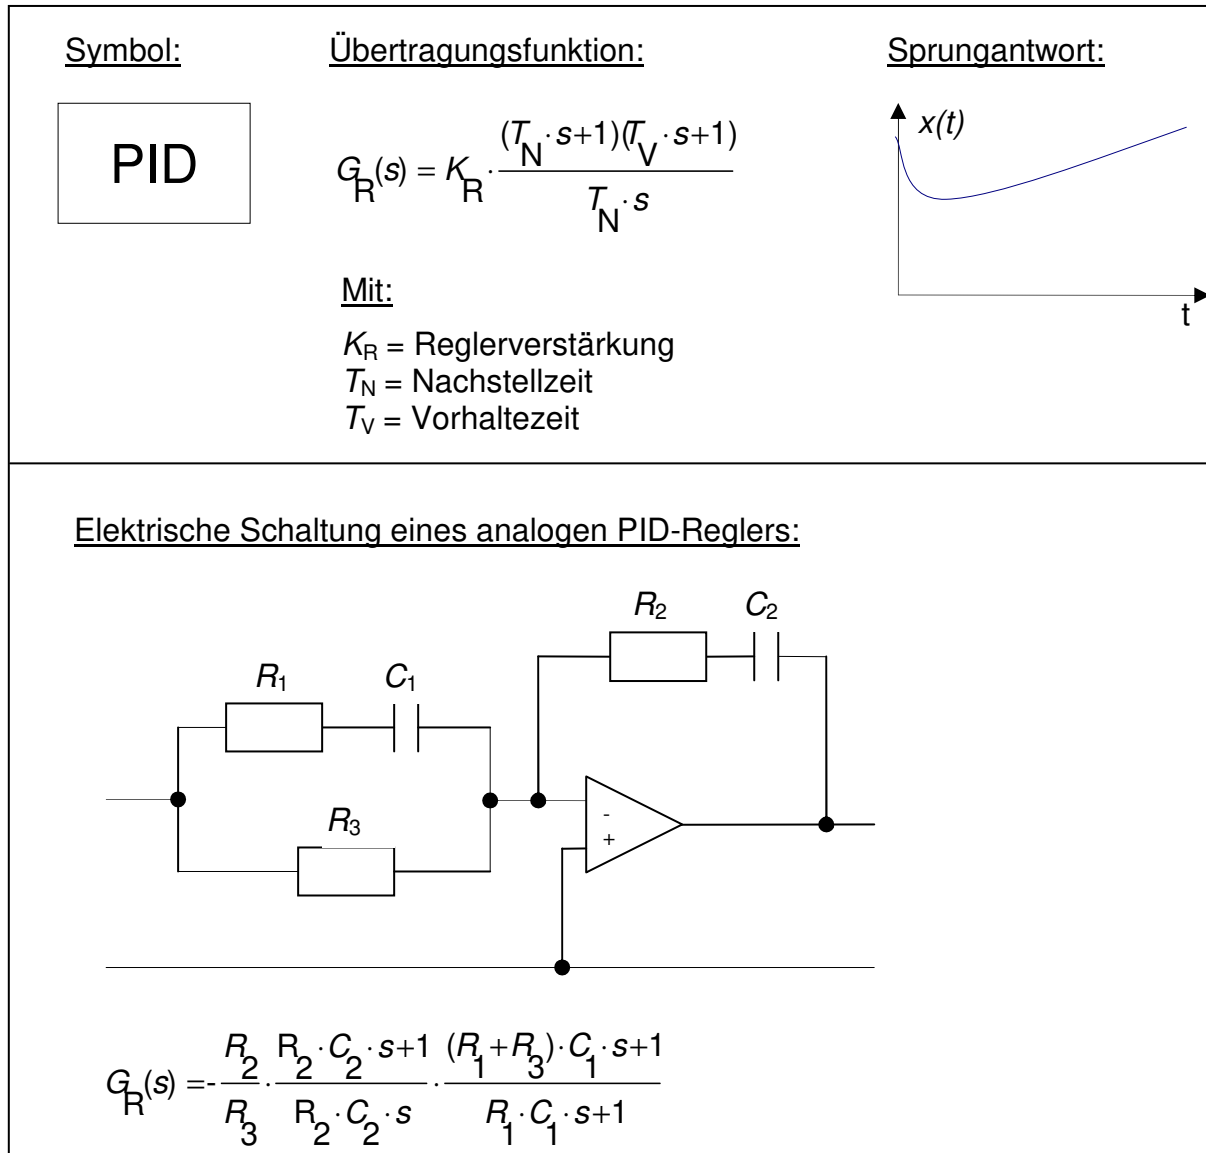 Symbol: Übertragungsfunktion: Sprungantwort:
PID
G_R(s) = K_R · (T_N · s+1)(T_V · s+1) / T_N · s
x(t)
t
Mit:
K_R = Reglerverstärkung
T_N = Nachstellzeit
T_V = Vorhaltezeit
Elektrische Schaltung eines analogen PID-Reglers:
R_2 C_2
R_1 C_1
R_3
-
+
G_R(s) =- R_2 / R_3 · R_2 · C_2 · s+1 / R_2 · C_2 · s · (R_1+R_3) · C_1 · s+1 / R_1 · C_1 · s+1